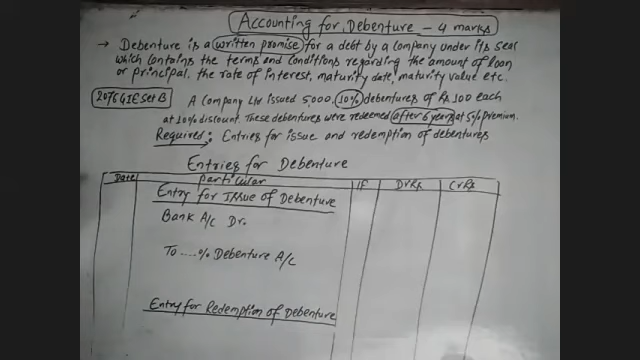 Accounting for Debenture - 4 marks
→ Debenture is a written promise for a debt by a company under its seal
which contains the terms and conditions regarding the amount of loan
or principal, the rate of interest, maturity date, maturity value etc.
2076 GIE Set B A Company Ltd issued 5,000, 10% debentures of Rs 100 each
at 10% discount. These debentures were redeemed after 6 years at 5% premium.
Required: Entries for issue and redemption of debentures
Entries for Debenture
Date Particular LF Dr Rs Cr Rs
Entry for Issue of Debenture
Bank A/C Dr.
To ....% Debenture A/C
Entry for Redemption of Debenture